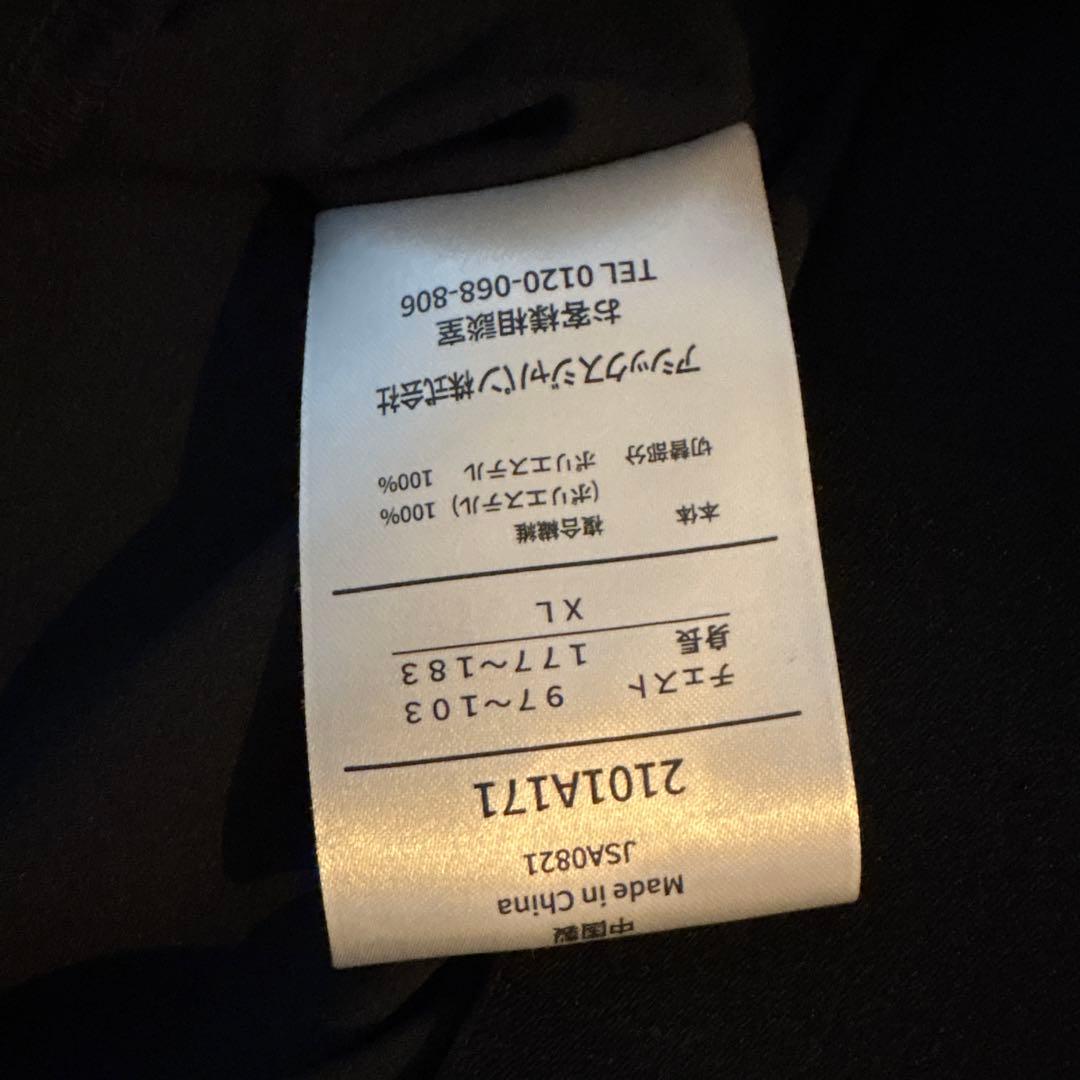 中国製
Made in China
JSA0821
2101A171
チェスト 97～103
身長 177～183
XL
本体 複合繊維
(ポリエステル) 100%
切替部分 ポリエステル 100%
アシックスジャパン株式会社
お客様相談室
TEL 0120-068-806